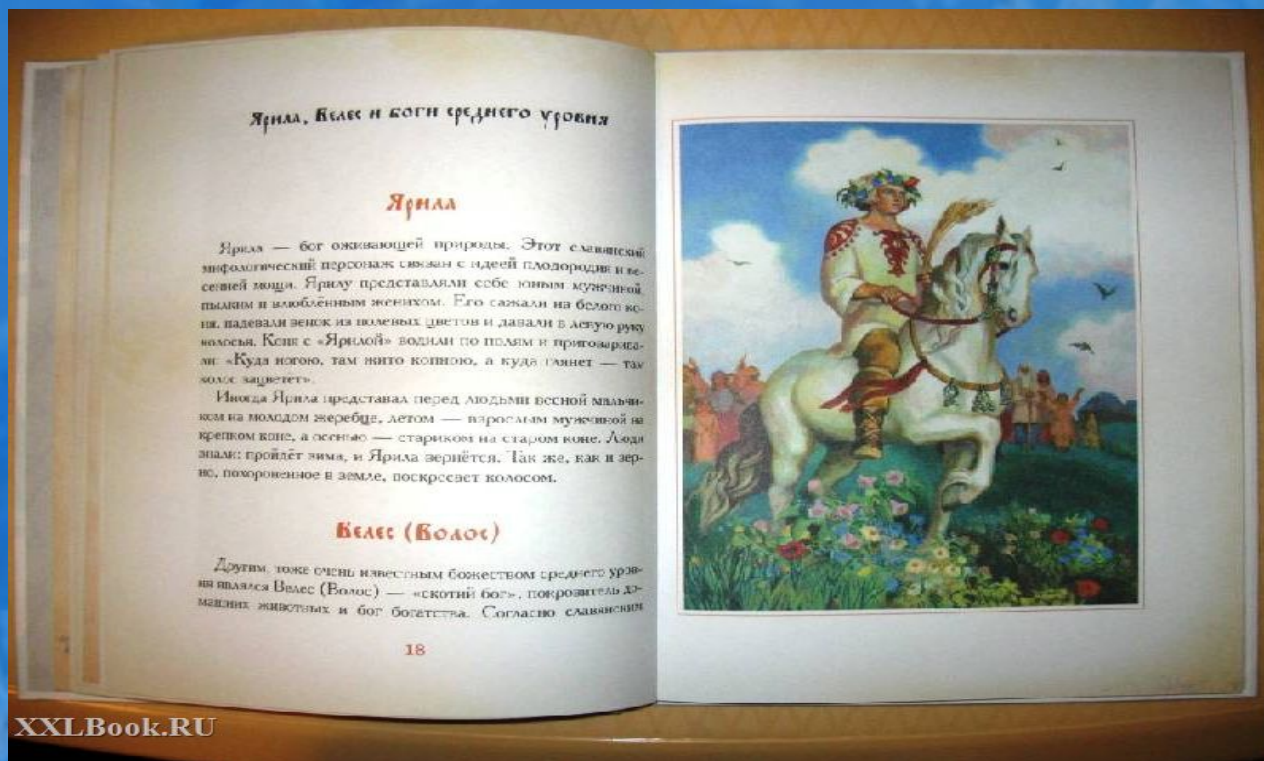 Ярила, Велес и боги среднего уровня
Ярила
Ярила — бог оживающей природы. Этот славянский
мифологический персонаж связан с идеей плодородия и ве-
сенней мощи. Ярилу представляли себе юным мужчиной,
пылким и влюблённым женихом. Его сажали на белого ко-
ня, надевали венок из полевых цветов и давали в левую руку
колосья. Коня с «Ярилой» водили по полям и приговарива-
ли: «Куда ногою, там жито копною, а куда глянет — там
колос зацветет».
Иногда Ярила представал перед людьми весной мальчи-
ком на молодом жеребце, летом — взрослым мужчиной на
крепком коне, а осенью — стариком на старом коне. Люди
знали: пройдёт зима, и Ярила вернётся. Так же, как и зер-
но, похороненное в земле, воскресает колосом.
Велес (Волос)
Другим, тоже очень известным божеством среднего уров-
ня являлся Велес (Волос) — «скотий бог», покровитель до-
машних животных и бог богатства. Согласно славянским
18
XXLBook.RU